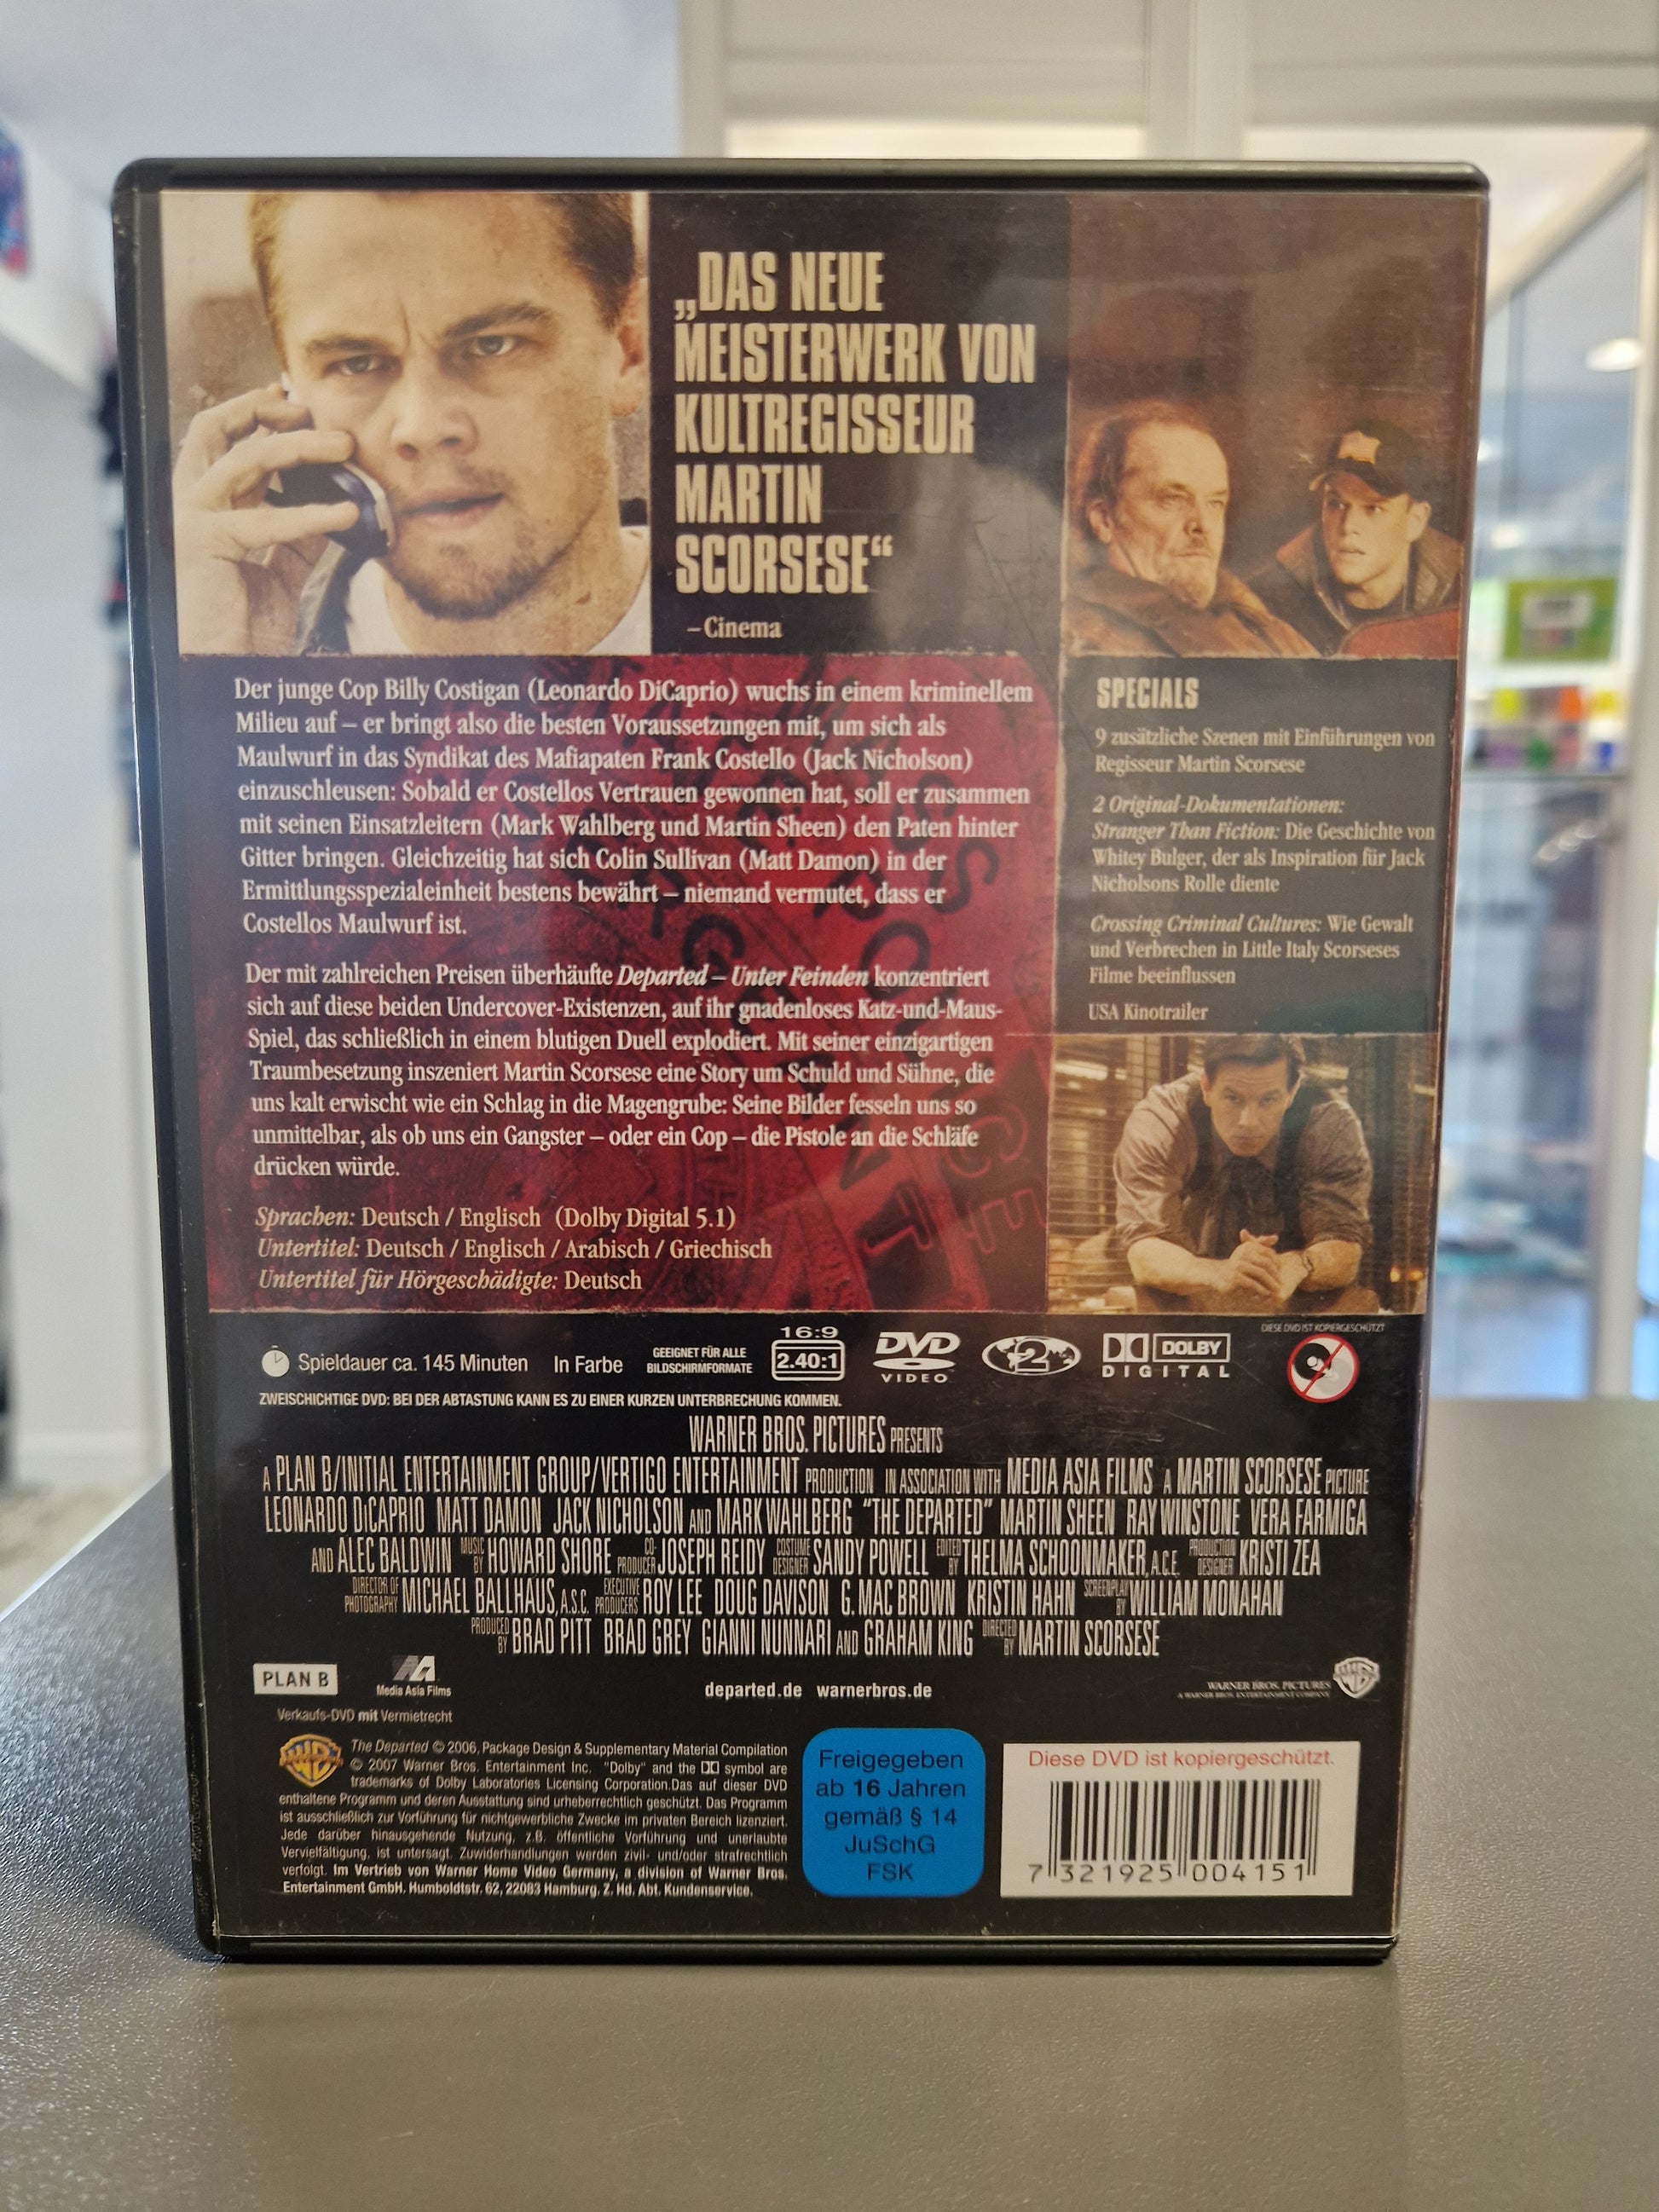 „DAS NEUE
MEISTERWERK VON
KULTREGISSEUR
MARTIN
SCORSESE“
– Cinema
Der junge Cop Billy Costigan (Leonardo DiCaprio) wuchs in einem kriminellem
Milieu auf – er bringt also die besten Voraussetzungen mit, um sich als
Maulwurf in das Syndikat des Mafiapaten Frank Costello (Jack Nicholson)
einzuschleusen: Sobald er Costellos Vertrauen gewonnen hat, soll er zusammen
mit seinen Einsatzleitern (Mark Wahlberg und Martin Sheen) den Paten hinter
Gitter bringen. Gleichzeitig hat sich Colin Sullivan (Matt Damon) in der
Ermittlungsspezialeinheit bestens bewährt – niemand vermutet, dass er
Costellos Maulwurf ist.
Der mit zahlreichen Preisen überhäufte Departed – Unter Feinden konzentriert
sich auf diese beiden Undercover-Existenzen, auf ihr gnadenloses Katz-und-Maus-
Spiel, das schließlich in einem blutigen Duell explodiert. Mit seiner einzigartigen
Traumbesetzung inszeniert Martin Scorsese eine Story um Schuld und Sühne, die
uns kalt erwischt wie ein Schlag in die Magengrube: Seine Bilder fesseln uns so
unmittelbar, als ob uns ein Gangster – oder ein Cop – die Pistole an die Schläfe
drücken würde.
Sprachen: Deutsch / Englisch (Dolby Digital 5.1)
Untertitel: Deutsch / Englisch / Arabisch / Griechisch
Untertitel für Hörgeschädigte: Deutsch
SPECIALS
9 zusätzliche Szenen mit Einführungen von
Regisseur Martin Scorsese
2 Original-Dokumentationen:
Stranger Than Fiction: Die Geschichte von
Whitey Bulger, der als Inspiration für Jack
Nicholsons Rolle diente
Crossing Criminal Cultures: Wie Gewalt
und Verbrechen in Little Italy Scorseses
Filme beeinflussen
USA Kinotrailer
Spieldauer ca. 145 Minuten
In Farbe
GEEIGNET FÜR ALLE
BILDSCHIRMFORMATE
16:9
2.40:1
DVD
VIDEO
2
DOLBY
DIGITAL
DIESE DVD IST KOPIERGESCHÜTZT
ZWEISCHICHTIGE DVD: BEI DER ABTASTUNG KANN ES ZU EINER KURZEN UNTERBRECHUNG KOMMEN.
WARNER BROS. PICTURES PRESENTS
A PLAN B/INITIAL ENTERTAINMENT GROUP/VERTIGO ENTERTAINMENT PRODUCTION IN ASSOCIATION WITH MEDIA ASIA FILMS A MARTIN SCORSESE PICTURE
LEONARDO DiCAPRIO MATT DAMON JACK NICHOLSON AND MARK WAHLBERG "THE DEPARTED" MARTIN SHEEN RAY WINSTONE VERA FARMIGA
AND ALEC BALDWIN MUSIC BY HOWARD SHORE CO-PRODUCER JOSEPH REIDY COSTUME DESIGNER SANDY POWELL EDITED BY THELMA SCHOONMAKER, A.C.E. PRODUCTION DESIGNER KRISTI ZEA
DIRECTOR OF PHOTOGRAPHY MICHAEL BALLHAUS, A.S.C. EXECUTIVE PRODUCERS ROY LEE DOUG DAVISON G. MAC BROWN KRISTIN HAHN SCREENPLAY BY WILLIAM MONAHAN
PRODUCED BY BRAD PITT BRAD GREY GIANNI NUNNARI AND GRAHAM KING DIRECTED BY MARTIN SCORSESE
PLAN B
Media Asia Films
departed.de warnerbros.de
WARNER BROS. PICTURES
A WARNER BROS. ENTERTAINMENT COMPANY
Verkaufs-DVD mit Vermietrecht
The Departed © 2006, Package Design & Supplementary Material Compilation
© 2007 Warner Bros. Entertainment Inc. "Dolby" and the symbol are
trademarks of Dolby Laboratories Licensing Corporation.Das auf dieser DVD
enthaltene Programm und deren Ausstattung sind urheberrechtlich geschützt. Das Programm
ist ausschließlich zur Vorführung für nichtgewerbliche Zwecke im privaten Bereich lizenziert.
Jede darüber hinausgehende Nutzung, z.B. öffentliche Vorführung und unerlaubte
Vervielfältigung, ist untersagt. Zuwiderhandlungen werden zivil- und/oder strafrechtlich
verfolgt. Im Vertrieb von Warner Home Video Germany, a division of Warner Bros.
Entertainment GmbH. Humboldtstr. 62, 22083 Hamburg. Z. Hd. Abt. Kundenservice.
Freigegeben
ab 16 Jahren
gemäß § 14
JuSchG
FSK
Diese DVD ist kopiergeschützt.
7 321925 004151